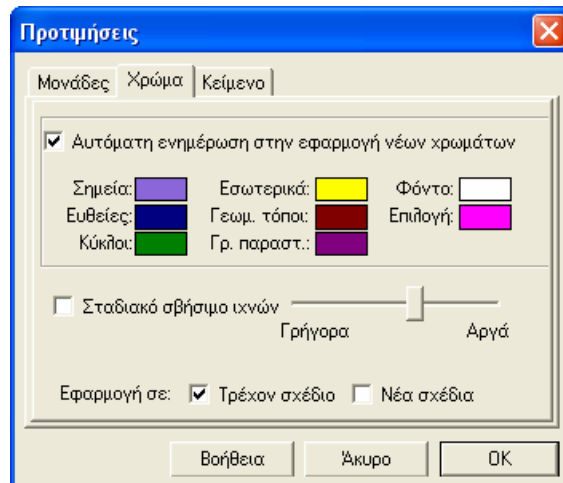 Προτιμήσεις
Μονάδες Χρώμα Κείμενο
Αυτόματη ενημέρωση στην εφαρμογή νέων χρωμάτων
Σημεία: Εσωτερικά: Φόντο:
Ευθείες: Γεωμ. τόποι: Επιλογή:
Κύκλοι: Γρ. παραστ.:
Σταδιακό σβήσιμο ιχνών
Γρήγορα Αργά
Εφαρμογή σε: Τρέχον σχέδιο Νέα σχέδια
Βοήθεια Άκυρο OK